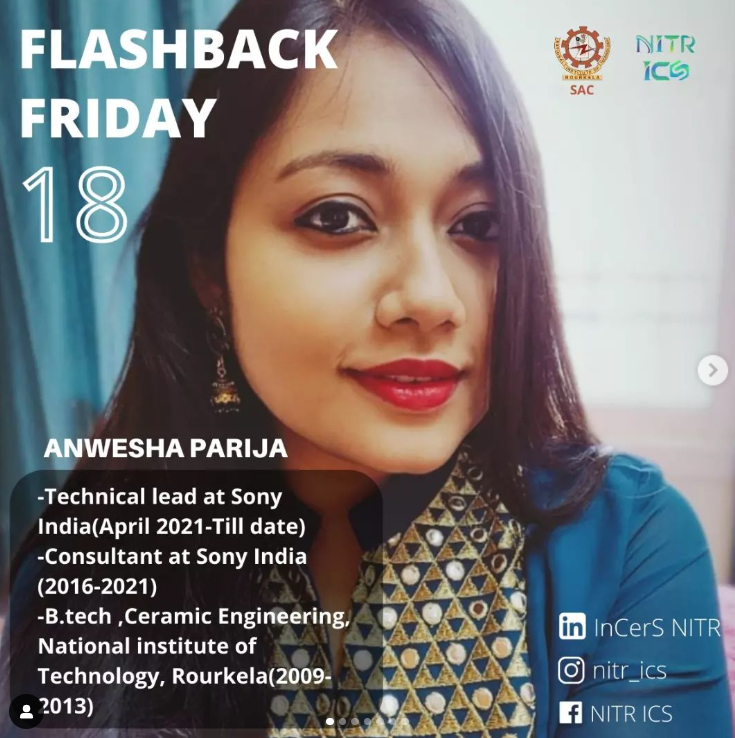 FLASHBACK
FRIDAY
18
NITR
ICS
ROURKELA
SAC
ANWESHA PARIJA
-Technical lead at Sony
India(April 2021-Till date)
-Consultant at Sony India
(2016-2021)
-B.tech ,Ceramic Engineering,
National institute of
Technology, Rourkela(2009-
2013)
in InCerS NITR
nitr_ics
f NITR ICS